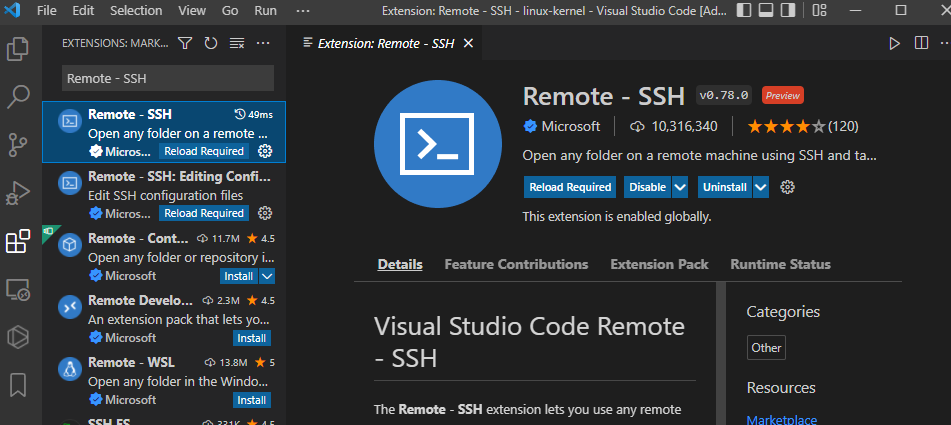 File Edit Selection View Go Run ... Extension: Remote - SSH - linux-kernel - Visual Studio Code [Ad...
EXTENSIONS: MARK... ...
Remote - SSH
Remote - SSH 49ms
Open any folder on a remote ...
Micros... Reload Required
Remote - SSH: Editing Confi...
Edit SSH configuration files
Micros... Reload Required
Remote - Cont... 11.7M 4.5
Open any folder or repository i...
Microsoft Install
Remote Develo... 2.3M 4.5
An extension pack that lets yo...
Microsoft Install
Remote - WSL 13.8M 5
Open any folder in the Windo...
Microsoft Install
SSH FS 331K 4.5
Extension: Remote - SSH
Remote - SSH v0.78.0 Preview
Microsoft 10,316,340 (120)
Open any folder on a remote machine using SSH and ta...
Reload Required Disable Uninstall
This extension is enabled globally.
Details Feature Contributions Extension Pack Runtime Status
Visual Studio Code Remote
- SSH
The Remote - SSH extension lets you use any remote
Categories
Other
Resources
Marketplace